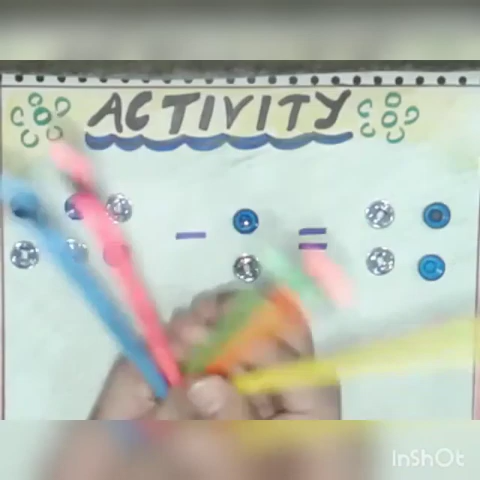 ACTIVITY
− =
InShOt